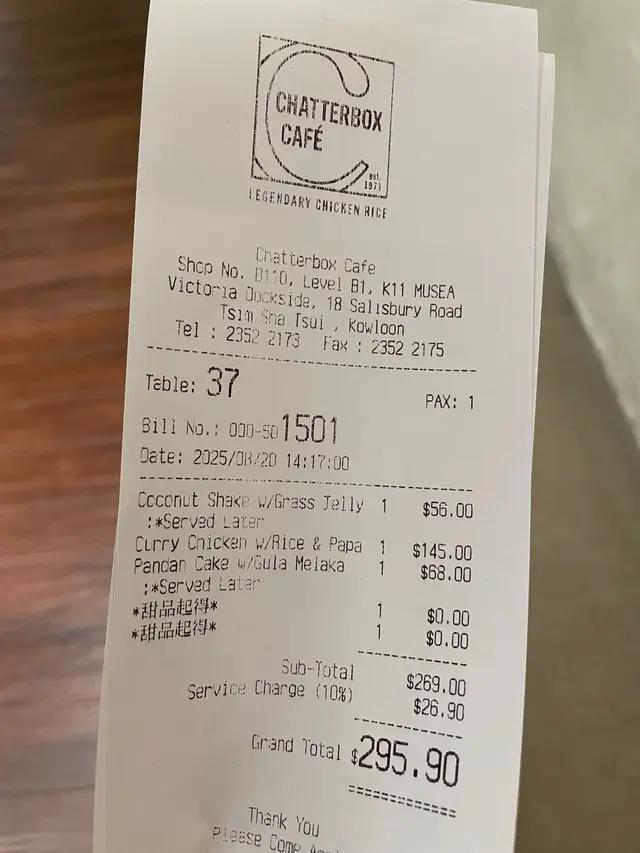 CHATTERBOX
CAFÉ
est.
1971
LEGENDARY CHICKEN RICE
Chatterbox Cafe
Shop No. B110, Level B1, K11 MUSEA
Victoria Dockside, 18 Salisbury Road
Tsim Sha Tsui , Kowloon
Tel : 2352 2173 Fax : 2352 2175
Table: 37 PAX: 1
Bill No.: 000-501501
Date: 2025/08/20 14:17:00
Coconut Shake w/Grass Jelly 1 $56.00
:*Served Later
Curry Chicken w/Rice & Papa 1 $145.00
Pandan Cake w/Gula Melaka 1 $68.00
:*Served Later
*甜品起得* 1 $0.00
*甜品起得* 1 $0.00
Sub-Total $269.00
Service Charge (10%) $26.90
Grand Total $295.90
Thank You
Please Come